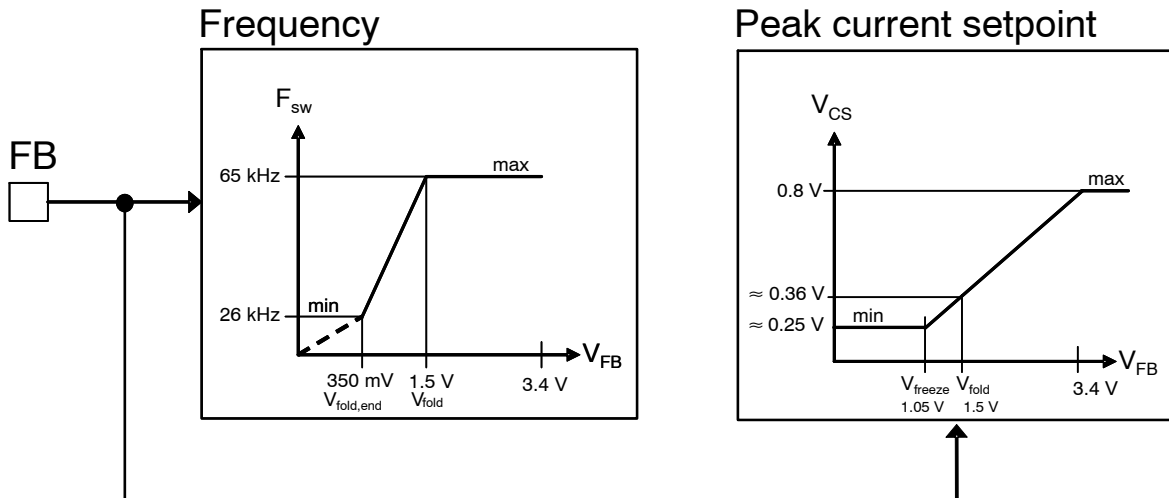 Frequency
Peak current setpoint
FB
F_sw
65 kHz
max
26 kHz
min
V_FB
350 mV
V_fold,end
1.5 V
V_fold
3.4 V
V_CS
0.8 V
max
≈ 0.36 V
≈ 0.25 V
min
V_FB
V_freeze
1.05 V
V_fold
1.5 V
3.4 V